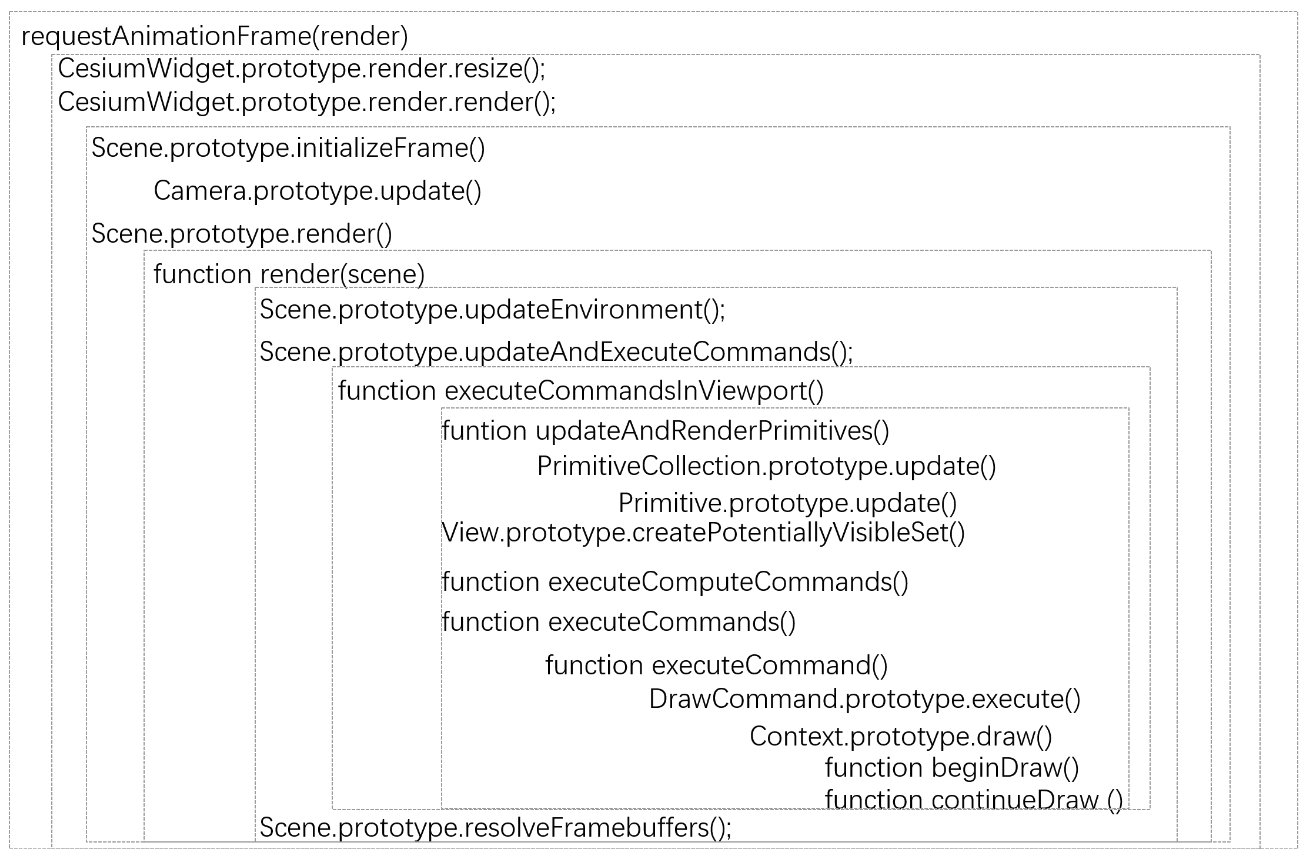 requestAnimationFrame(render)
CesiumWidget.prototype.render.resize();
CesiumWidget.prototype.render.render();
Scene.prototype.initializeFrame()
Camera.prototype.update()
Scene.prototype.render()
function render(scene)
Scene.prototype.updateEnvironment();
Scene.prototype.updateAndExecuteCommands();
function executeCommandsInViewport()
funtion updateAndRenderPrimitives()
PrimitiveCollection.prototype.update()
Primitive.prototype.update()
View.prototype.createPotentiallyVisibleSet()
function executeComputeCommands()
function executeCommands()
function executeCommand()
DrawCommand.prototype.execute()
Context.prototype.draw()
function beginDraw()
function continueDraw ()
Scene.prototype.resolveFramebuffers();